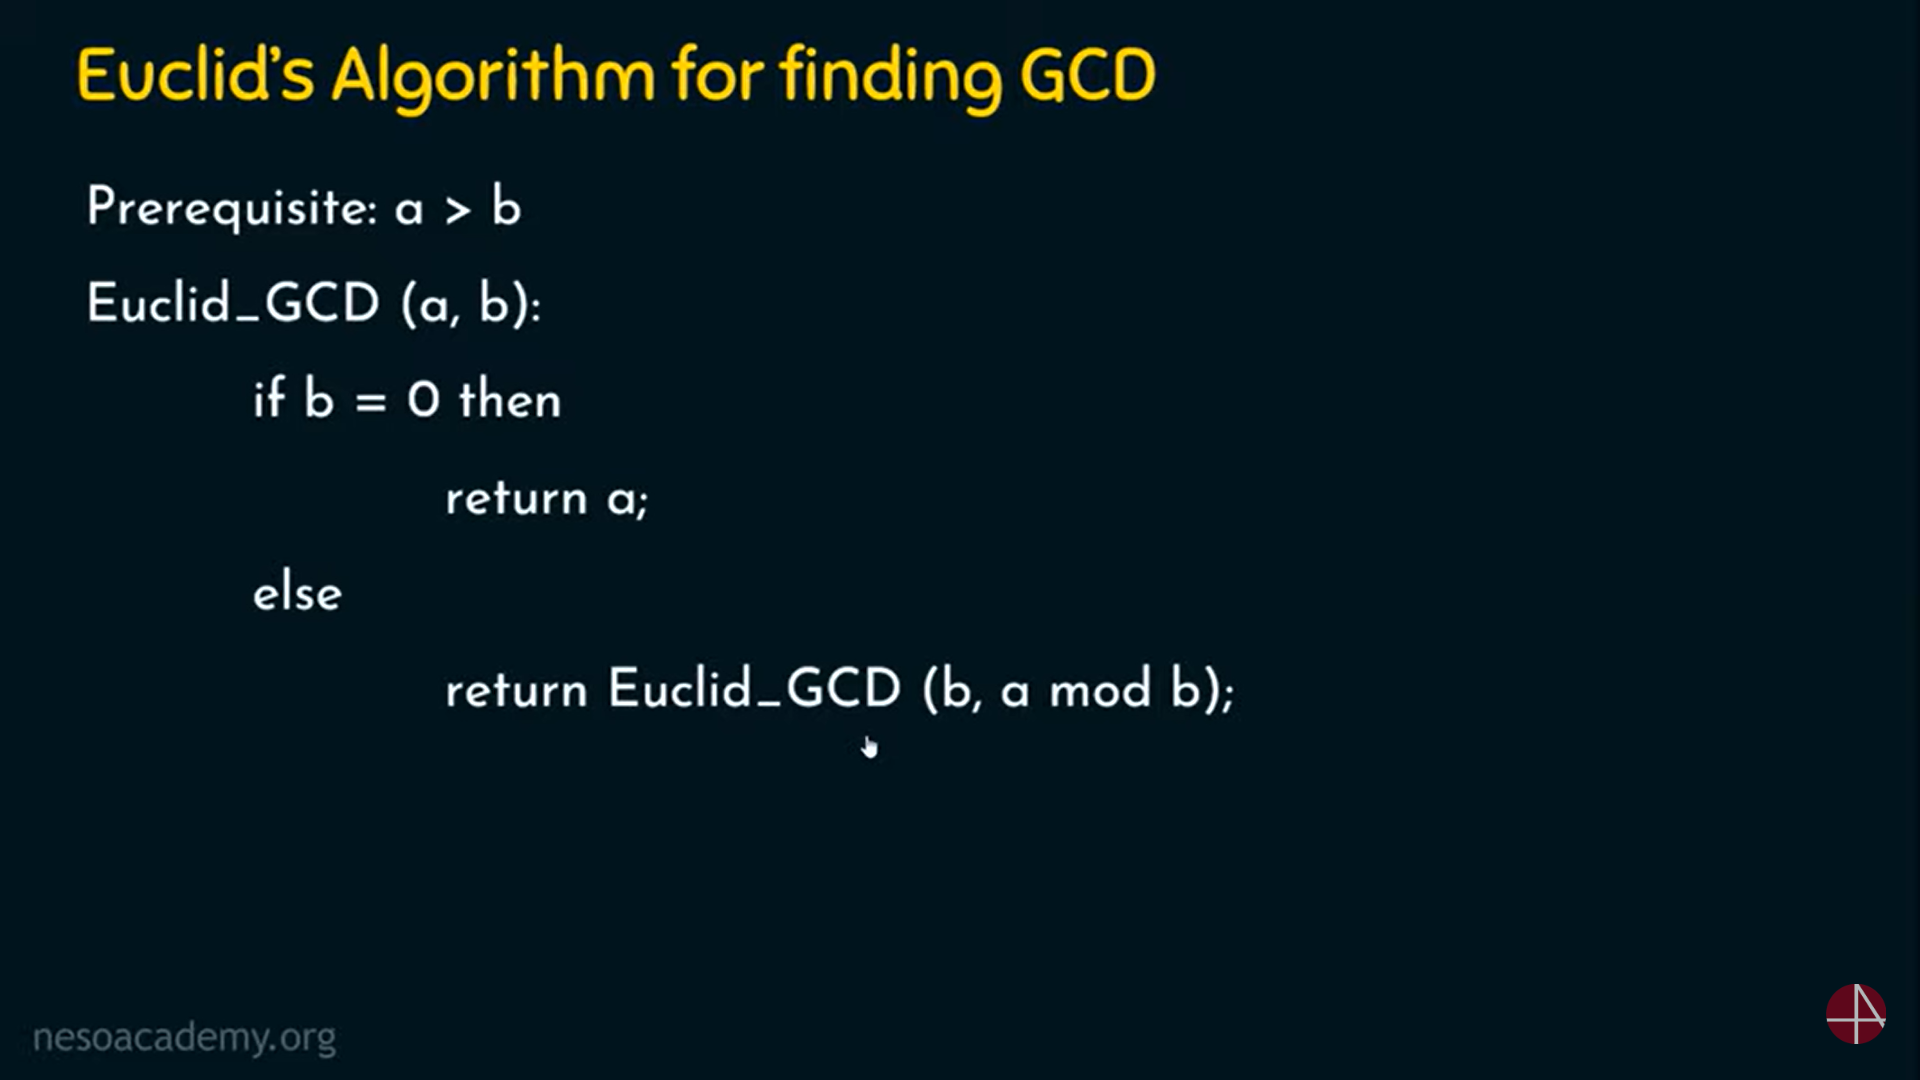 Euclid's Algorithm for finding GCD
Prerequisite: a > b
Euclid_GCD (a, b):
if b = 0 then
return a;
else
return Euclid_GCD (b, a mod b);
nesoacademy.org